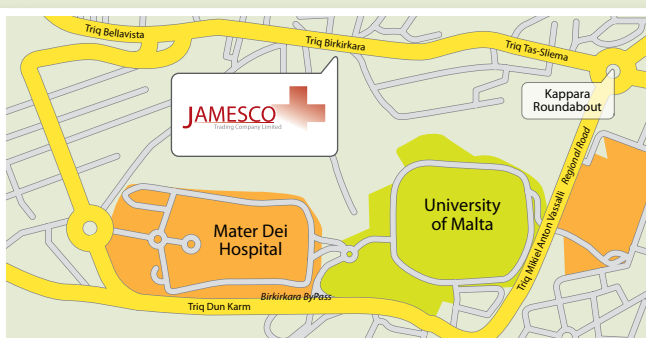 Triq Bellavista
Triq Birkirkara
Triq Tas-Sliema
JAMESCO
Trading Company Limited
Kappara
Roundabout
Regional Road
Triq Mikiel Anton Vassalli
University
of Malta
Mater Dei
Hospital
Birkirkara ByPass
Triq Dun Karm